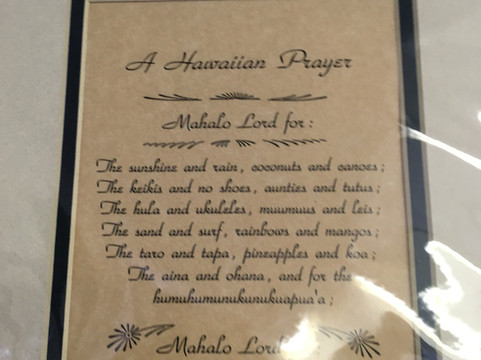 A Hawaiian Prayer
Mahalo Lord for:
The sunshine and rain, coconuts and canoes;
The keikis and no shoes, aunties and tutus;
The hula and ukuleles, muumuus and leis;
The sand and surf, rainbows and mangos;
The taro and tapa, pineapples and koa;
The aina and ohana, and for the
humuhumunukunukuapua'a;
Mahalo Lord